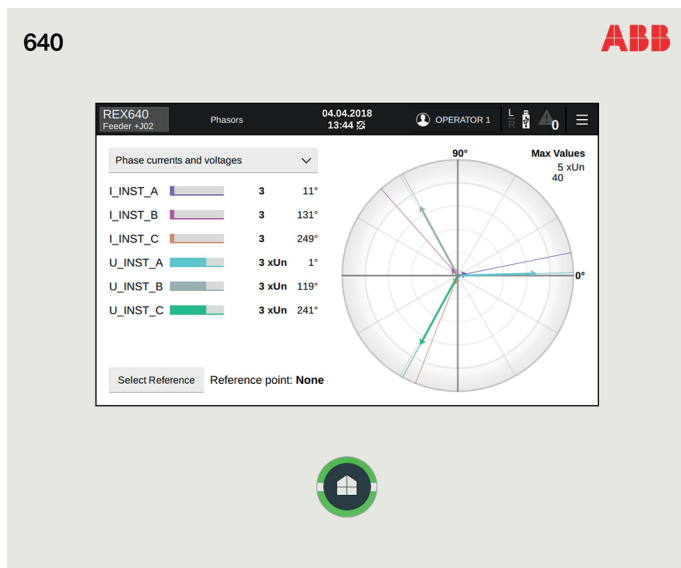 640
ABB
REX640
Feeder +J02
Phasors
04.04.2018
13:44
OPERATOR 1
L
R
0
Phase currents and voltages
I_INST_A 3 11°
I_INST_B 3 131°
I_INST_C 3 249°
U_INST_A 3 xUn 1°
U_INST_B 3 xUn 119°
U_INST_C 3 xUn 241°
Select Reference Reference point: None
90°
Max Values
5 xUn
40
0°